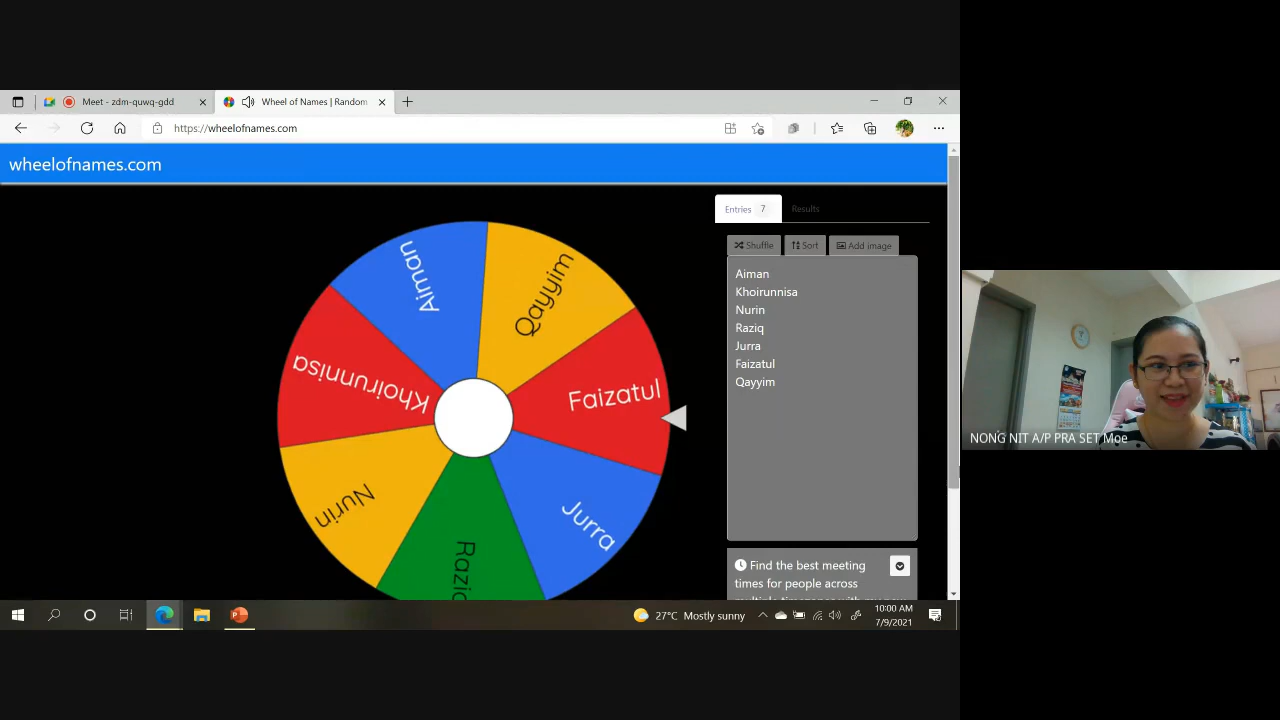 Meet - zdm-quwq-gdd
Wheel of Names | Random
https://wheelofnames.com
wheelofnames.com
Entries 7
Results
Shuffle
Sort
Add image
Aiman
Khoirunnisa
Nurin
Raziq
Jurra
Faizatul
Qayyim
Aiman
Qayyim
Faizatul
Jurra
Raziq
Nurin
Khoirunnisa
Find the best meeting
times for people across
NONG NIT A/P PRA SET Moe
27°C Mostly sunny
10:00 AM
7/9/2021